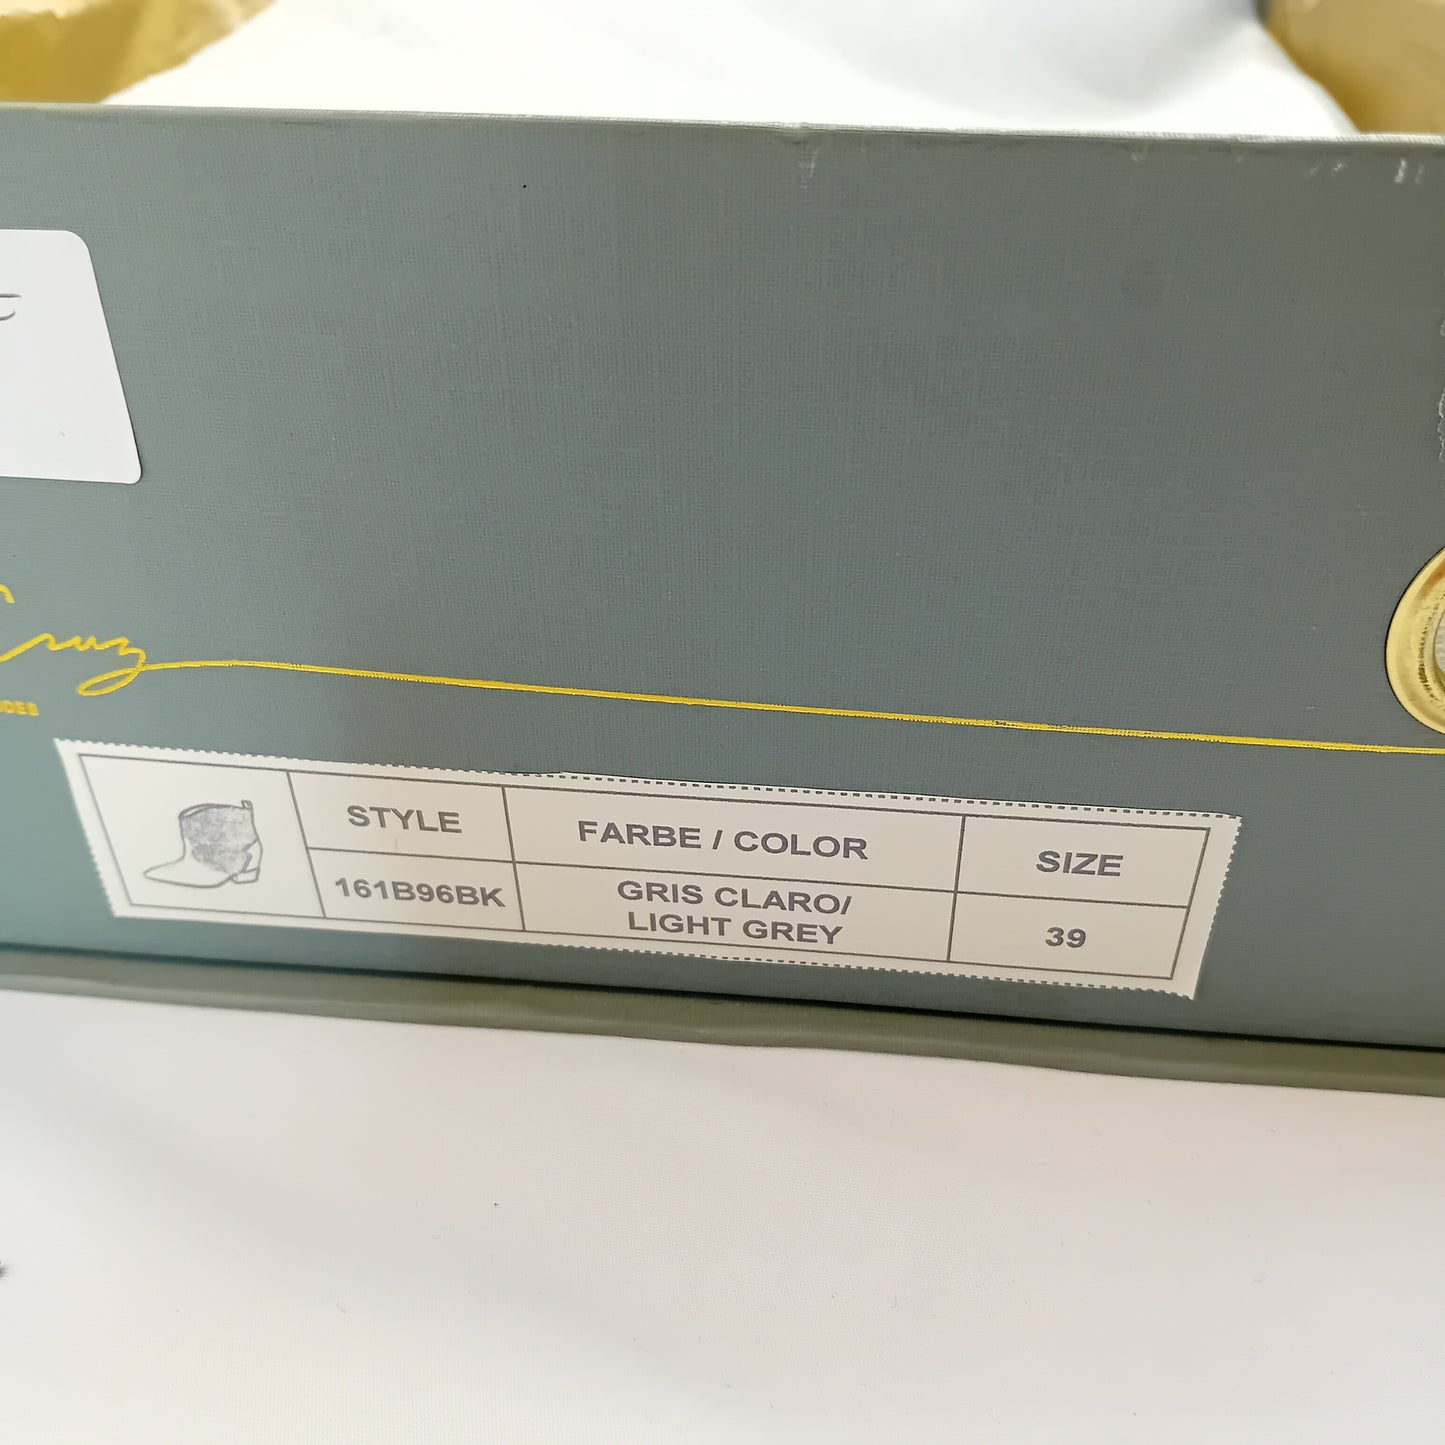 STYLE
FARBE / COLOR
SIZE
161B96BK
GRIS CLARO/
LIGHT GREY
39